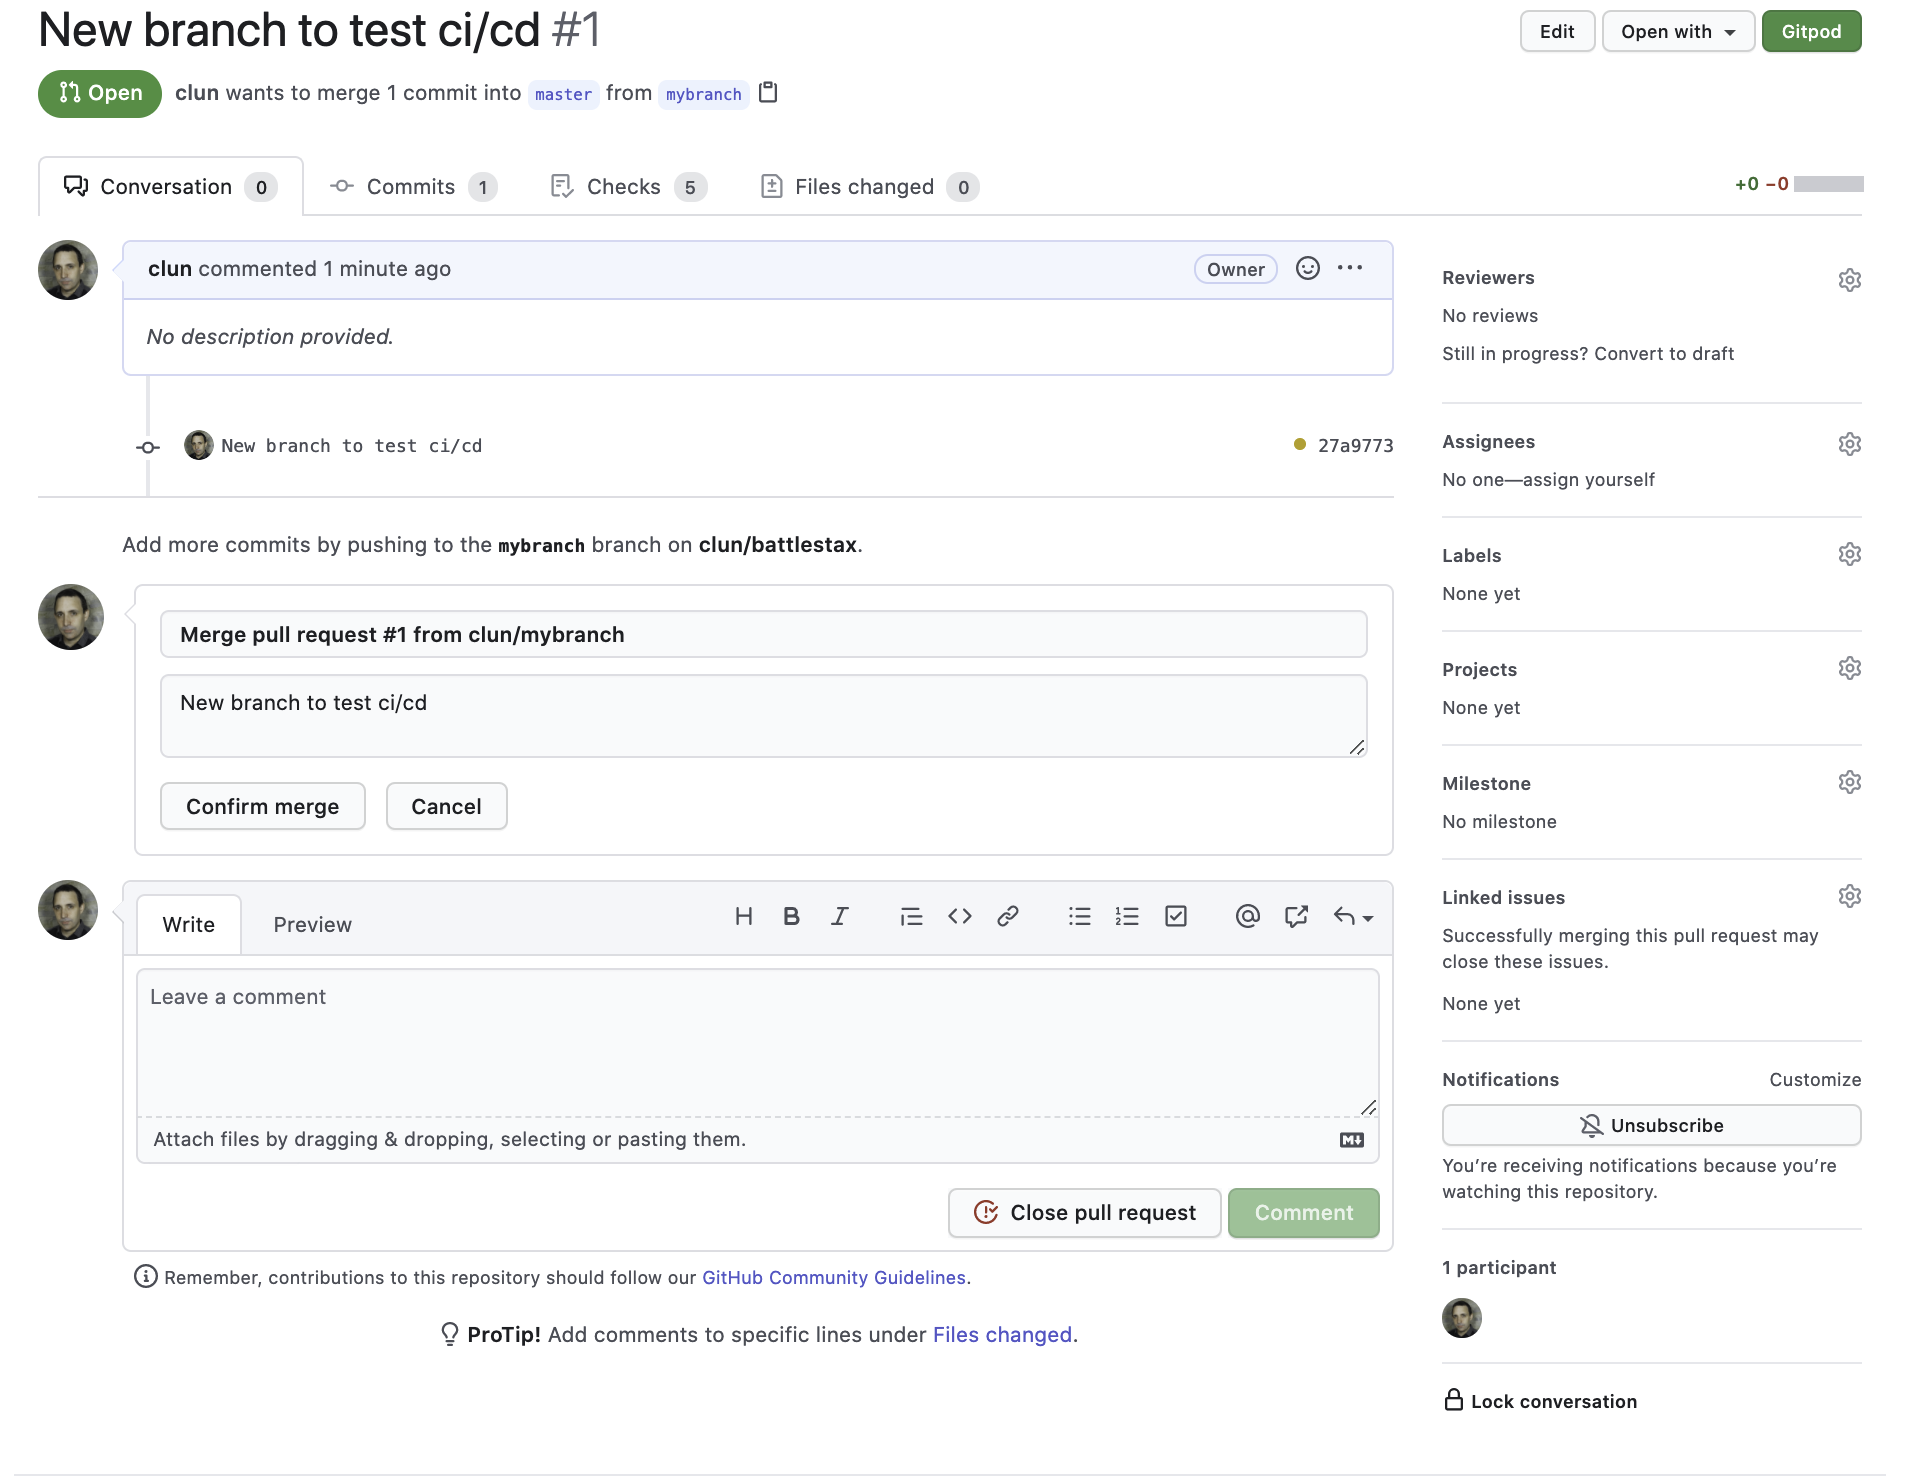 New branch to test ci/cd #1
Edit
Open with
Gitpod
Open
clun wants to merge 1 commit into master from mybranch
Conversation 0
Commits 1
Checks 5
Files changed 0
+0 −0
clun commented 1 minute ago
Owner
No description provided.
New branch to test ci/cd
27a9773
Add more commits by pushing to the mybranch branch on clun/battlestax.
Merge pull request #1 from clun/mybranch
New branch to test ci/cd
Confirm merge
Cancel
Write
Preview
Leave a comment
Attach files by dragging & dropping, selecting or pasting them.
Close pull request
Comment
Remember, contributions to this repository should follow our GitHub Community Guidelines.
ProTip! Add comments to specific lines under Files changed.
Reviewers
No reviews
Still in progress? Convert to draft
Assignees
No one—assign yourself
Labels
None yet
Projects
None yet
Milestone
No milestone
Linked issues
Successfully merging this pull request may
close these issues.
None yet
Notifications
Customize
Unsubscribe
You’re receiving notifications because you’re
watching this repository.
1 participant
Lock conversation